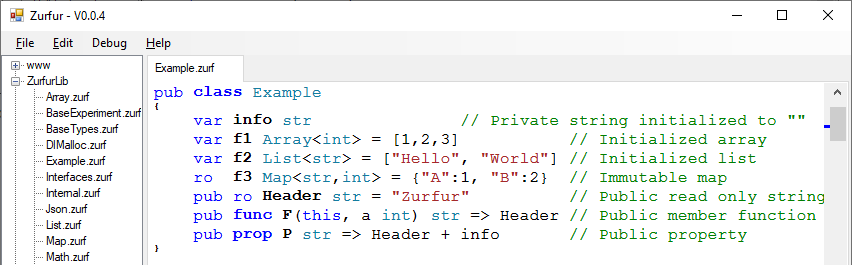 Zurfur - V0.0.4
File Edit Debug Help
www
ZurfurLib
Array.zurf
BaseExperiment.zurf
BaseTypes.zurf
DlMalloc.zurf
Example.zurf
Interfaces.zurf
Internal.zurf
Json.zurf
List.zurf
Map.zurf
Math.zurf
Example.zurf
pub class Example
{
    var info str               // Private string initialized to ""
    var f1 Array<int> = [1,2,3]           // Initialized array
    var f2 List<str> = ["Hello", "World"] // Initialized list
    ro  f3 Map<str,int> = {"A":1, "B":2}  // Immutable map
    pub ro Header str = "Zurfur"          // Public read only string
    pub func F(this, a int) str => Header // Public member function
    pub prop P str => Header + info       // Public property
}